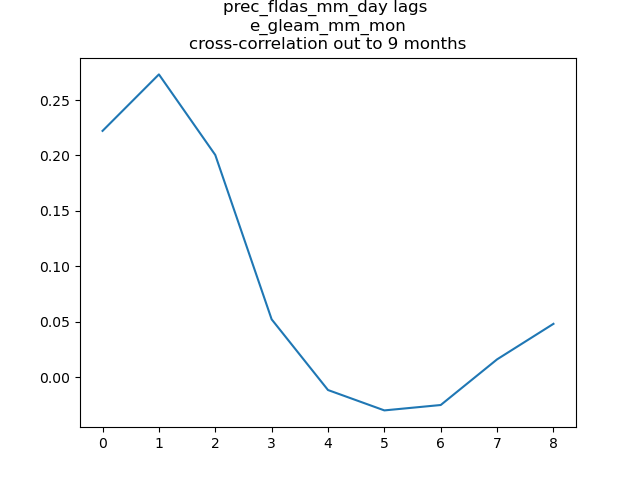 prec_fldas_mm_day lags
e_gleam_mm_mon
cross-correlation out to 9 months
0.25
0.20
0.15
0.10
0.05
0.00
0 1 2 3 4 5 6 7 8